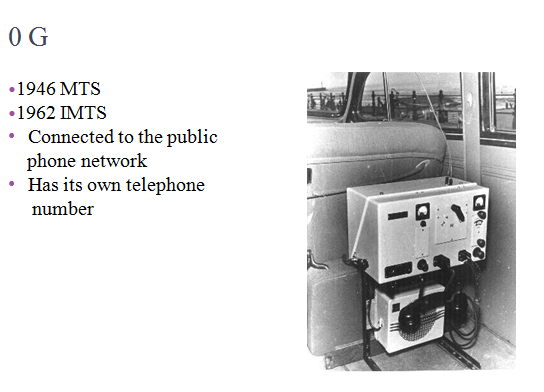 0 G
•1946 MTS
•1962 IMTS
• Connected to the public
phone network
• Has its own telephone
number